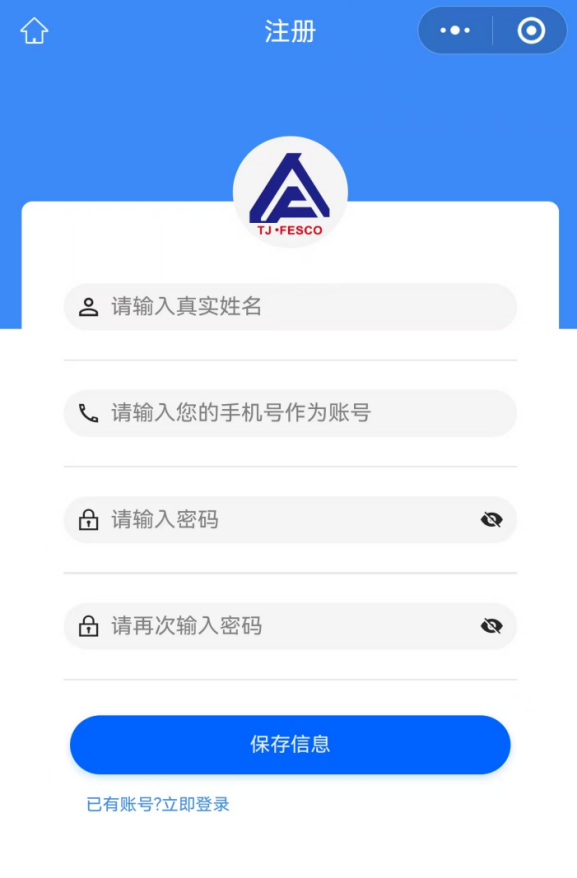 注册
TJ·FESCO
请输入真实姓名
请输入您的手机号作为账号
请输入密码
请再次输入密码
保存信息
已有账号?立即登录